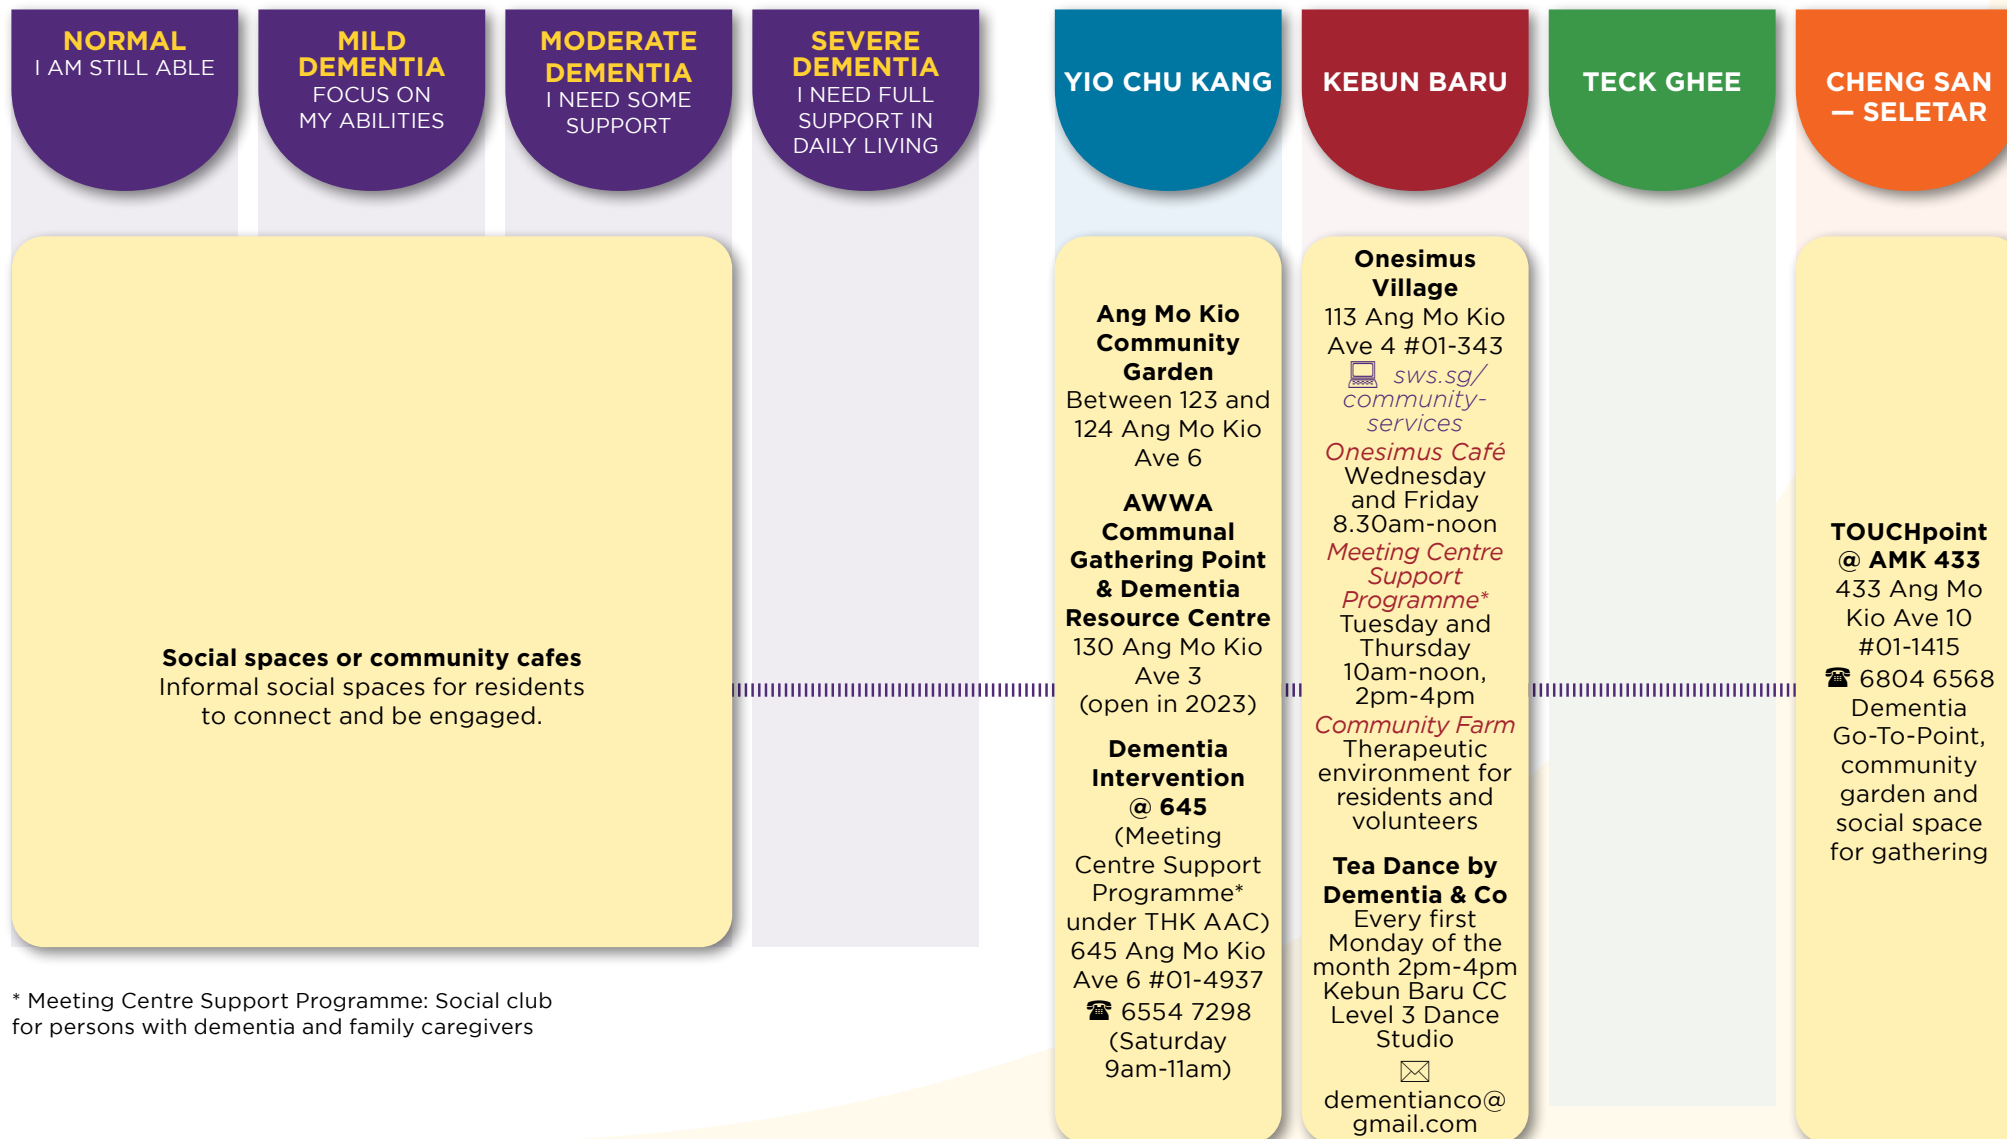 NORMAL
I AM STILL ABLE
MILD
DEMENTIA
FOCUS ON
MY ABILITIES
MODERATE
DEMENTIA
I NEED SOME
SUPPORT
SEVERE
DEMENTIA
I NEED FULL
SUPPORT IN
DAILY LIVING
YIO CHU KANG
KEBUN BARU
TECK GHEE
CHENG SAN
— SELETAR
Social spaces or community cafes
Informal social spaces for residents
to connect and be engaged.
Ang Mo Kio
Community
Garden
Between 123 and
124 Ang Mo Kio
Ave 6
AWWA
Communal
Gathering Point
& Dementia
Resource Centre
130 Ang Mo Kio
Ave 3
(open in 2023)
Dementia
Intervention
@ 645
(Meeting
Centre Support
Programme*
under THK AAC)
645 Ang Mo Kio
Ave 6 #01-4937
☎ 6554 7298
(Saturday
9am-11am)
Onesimus
Village
113 Ang Mo Kio
Ave 4 #01-343
sws.sg/
community-
services
Onesimus Café
Wednesday
and Friday
8.30am-noon
Meeting Centre
Support
Programme*
Tuesday and
Thursday
10am-noon,
2pm-4pm
Community Farm
Therapeutic
environment for
residents and
volunteers
Tea Dance by
Dementia & Co
Every first
Monday of the
month 2pm-4pm
Kebun Baru CC
Level 3 Dance
Studio
dementianco@
gmail.com
TOUCHpoint
@ AMK 433
433 Ang Mo
Kio Ave 10
#01-1415
☎ 6804 6568
Dementia
Go-To-Point,
community
garden and
social space
for gathering
* Meeting Centre Support Programme: Social club
for persons with dementia and family caregivers